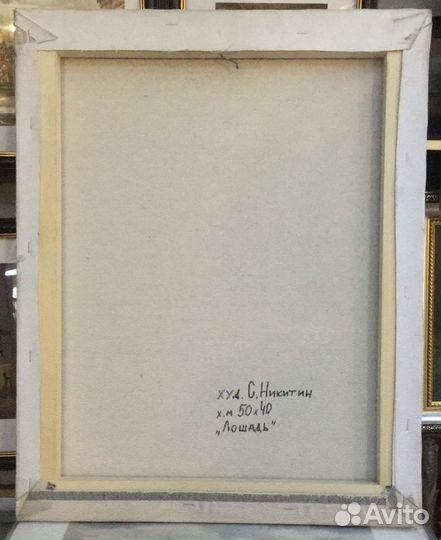 худ. С. Никитин
х.м 50х40
„Лошадь"
Avito